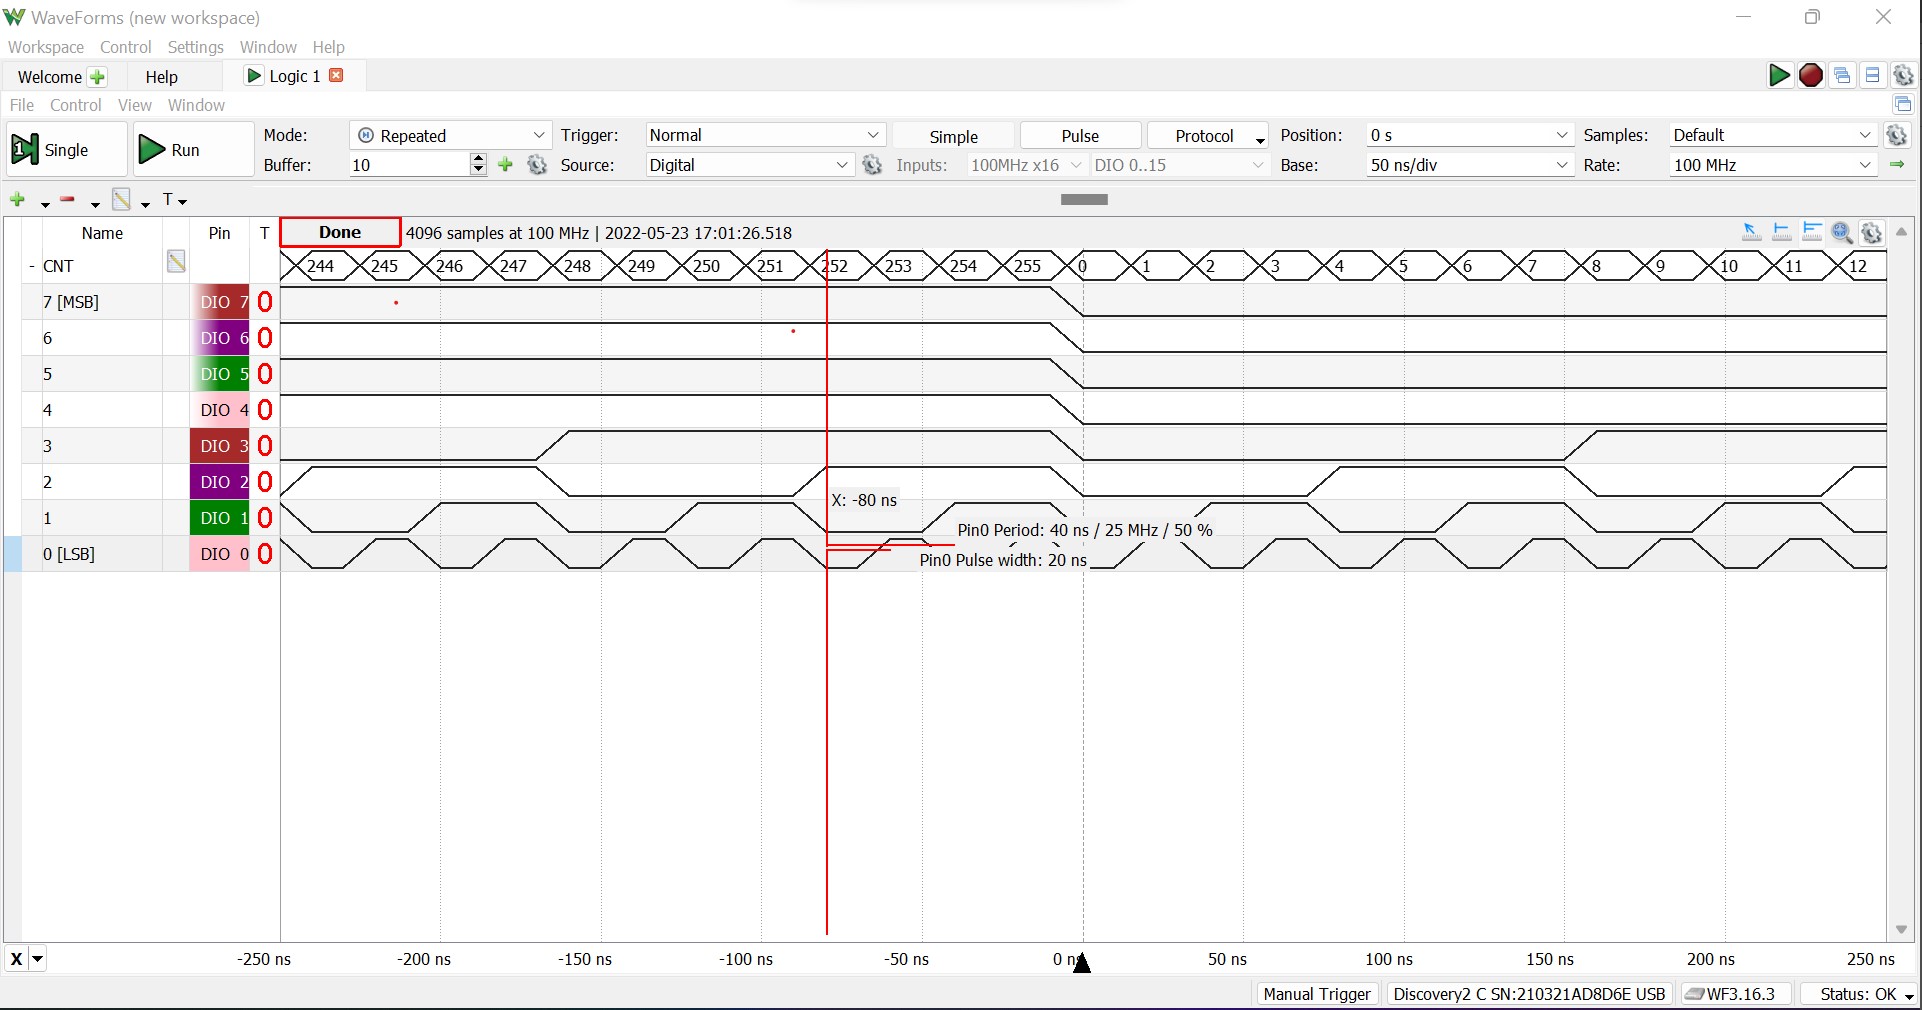 WaveForms (new workspace)
Workspace Control Settings Window Help
Welcome Help Logic 1
File Control View Window
Single Run Mode: Repeated Trigger: Normal Simple Pulse Protocol Position: 0 s Samples: Default
Buffer: 10 Source: Digital Inputs: 100MHz x16 DIO 0..15 Base: 50 ns/div Rate: 100 MHz
T
Name Pin T Done 4096 samples at 100 MHz | 2022-05-23 17:01:26.518
- CNT 244 245 246 247 248 249 250 251 252 253 254 255 0 1 2 3 4 5 6 7 8 9 10 11 12
7 [MSB] DIO 7 0
6 DIO 6 0
5 DIO 5 0
4 DIO 4 0
3 DIO 3 0
2 DIO 2 0
X: -80 ns
1 DIO 1 0
Pin0 Period: 40 ns / 25 MHz / 50 %
0 [LSB] DIO 0 0
Pin0 Pulse width: 20 ns
X -250 ns -200 ns -150 ns -100 ns -50 ns 0 ns 50 ns 100 ns 150 ns 200 ns 250 ns
Manual Trigger Discovery2 C SN:210321AD8D6E USB WF3.16.3 Status: OK